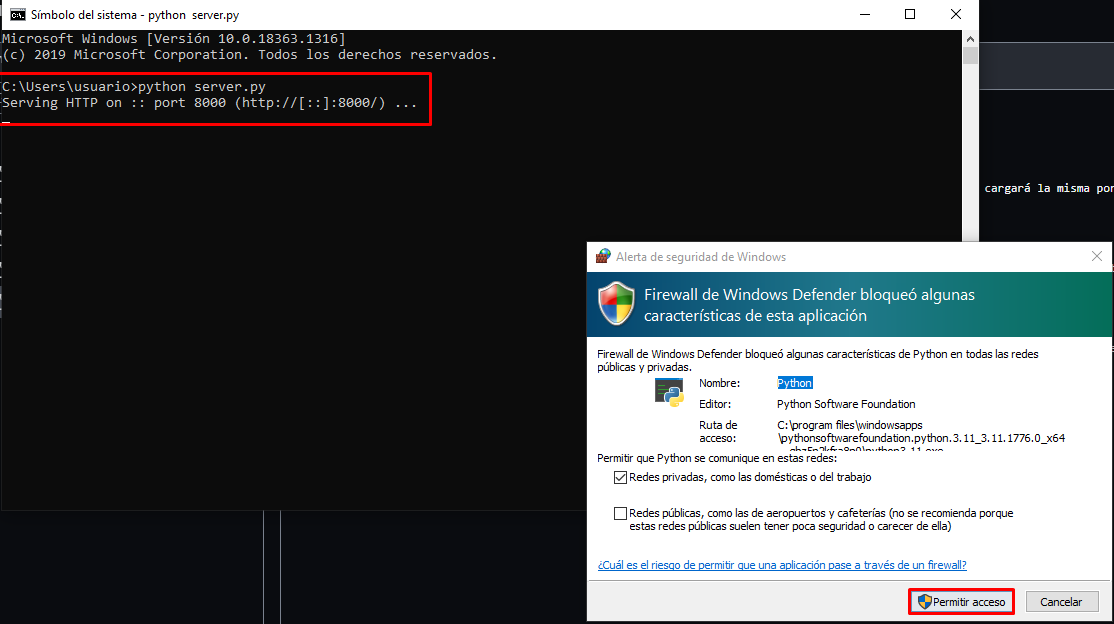 Símbolo del sistema - python  server.py
Microsoft Windows [Versión 10.0.18363.1316]
(c) 2019 Microsoft Corporation. Todos los derechos reservados.
C:\Users\usuario>python server.py
Serving HTTP on :: port 8000 (http://[::]:8000/) ...
cargará la misma por
Alerta de seguridad de Windows
Firewall de Windows Defender bloqueó algunas
características de esta aplicación
Firewall de Windows Defender bloqueó algunas características de Python en todas las redes
públicas y privadas.
Nombre: Python
Editor: Python Software Foundation
Ruta de C:\program files\windowsapps
acceso: \pythonsoftwarefoundation.python.3.11_3.11.1776.0_x64
Permitir que Python se comunique en estas redes:
Redes privadas, como las domésticas o del trabajo
Redes públicas, como las de aeropuertos y cafeterías (no se recomienda porque
estas redes públicas suelen tener poca seguridad o carecer de ella)
¿Cuál es el riesgo de permitir que una aplicación pase a través de un firewall?
Permitir acceso
Cancelar